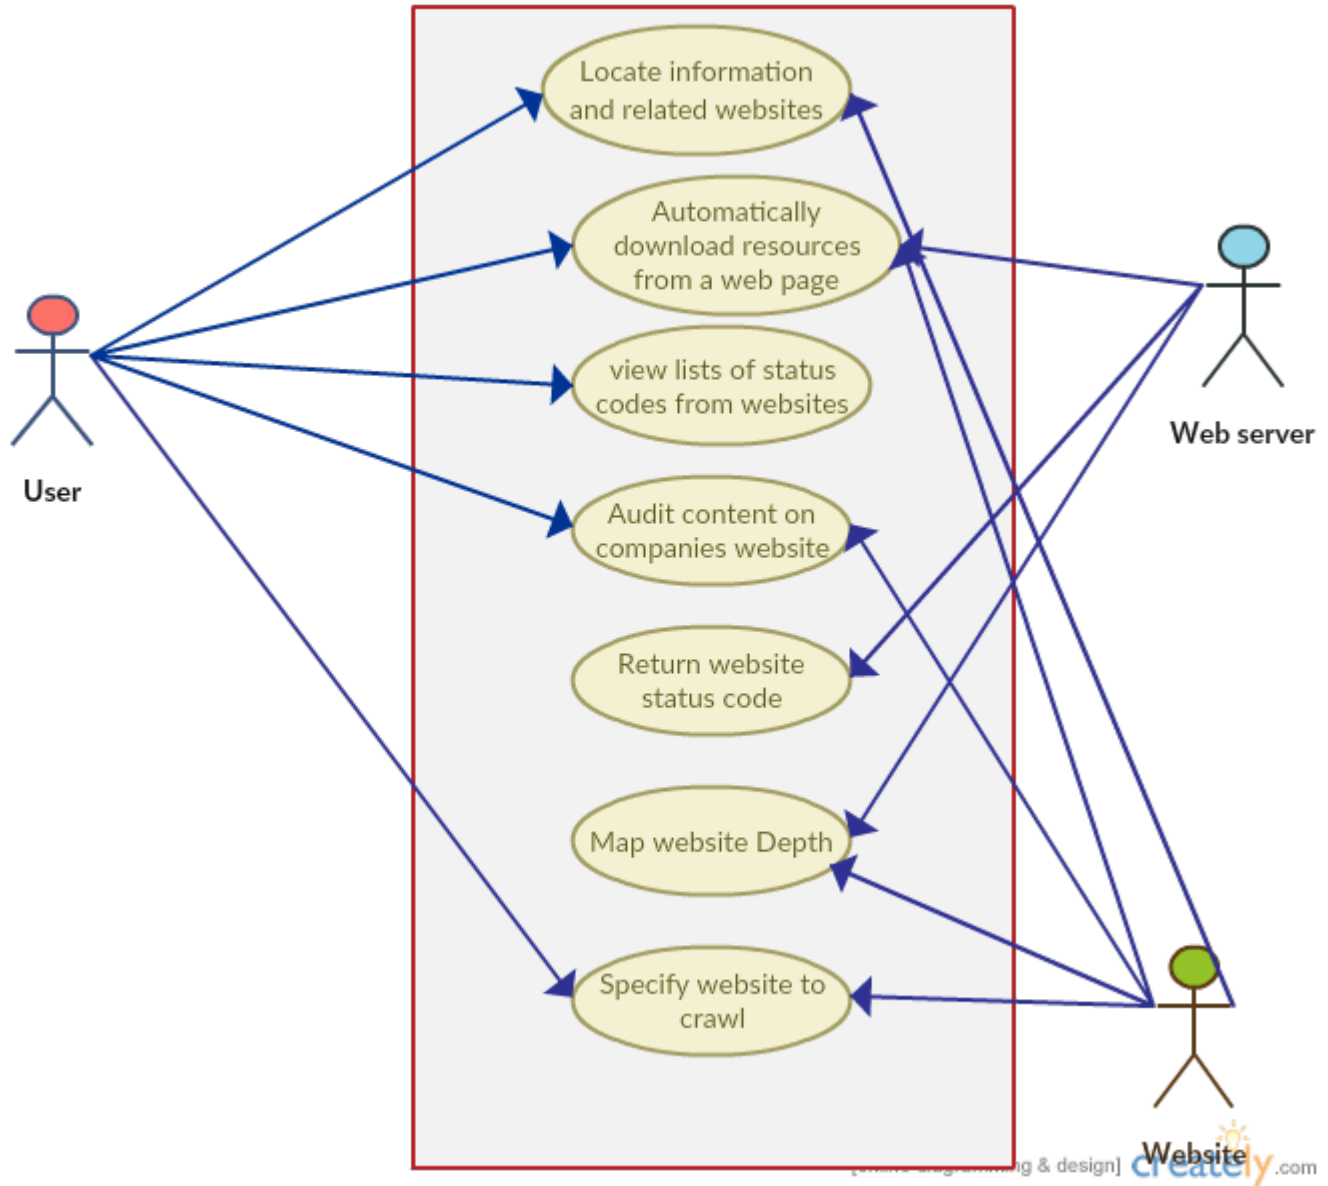 Locate information
and related websites
Automatically
download resources
from a web page
view lists of status
codes from websites
Web server
User
Audit content on
companies website
Return website
status code
Map website Depth
Specify website to
crawl
Website
& design] creately.com